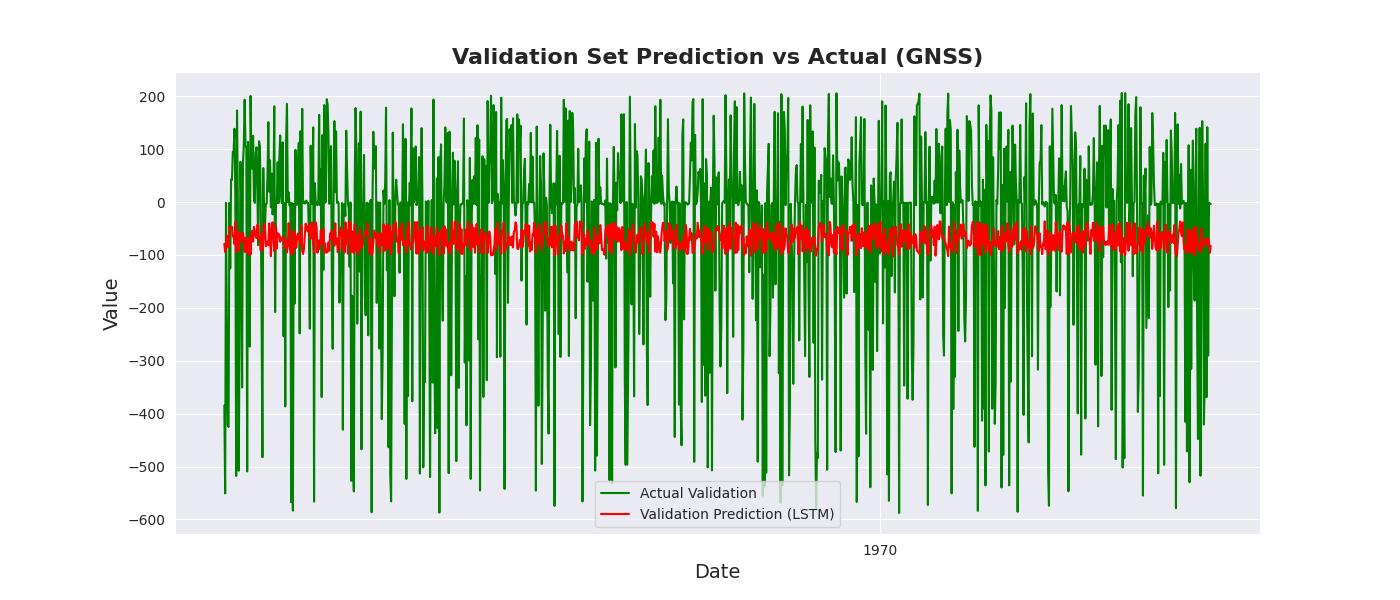 Validation Set Prediction vs Actual (GNSS)
Value
200
100
0
−100
−200
−300
−400
−500
−600
Actual Validation
Validation Prediction (LSTM)
1970
Date